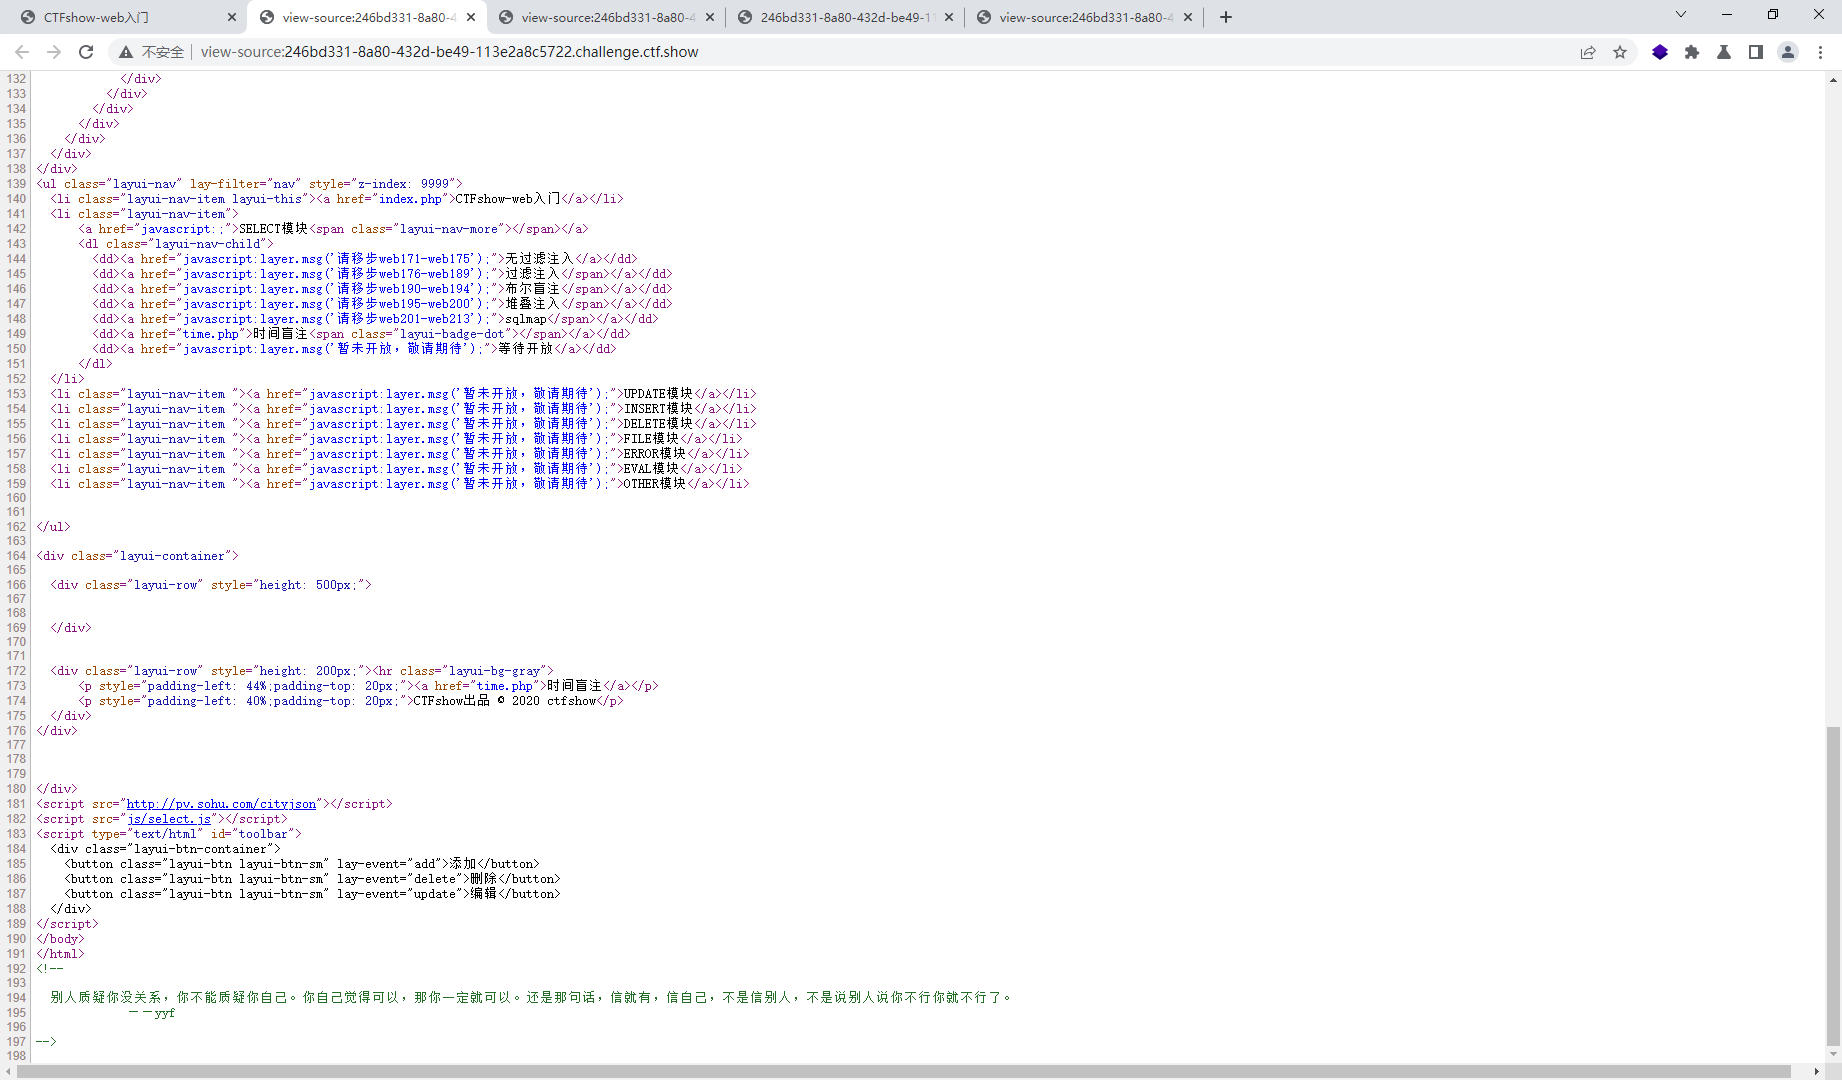 CTFshow-web入门
view-source:246bd331-8a80-4
view-source:246bd331-8a80-4
246bd331-8a80-432d-be49-11
view-source:246bd331-8a80-4
不安全
view-source:246bd331-8a80-432d-be49-113e2a8c5722.challenge.ctf.show
132 </div>
133 </div>
134 </div>
135 </div>
136 </div>
137 </div>
138 </div>
139 <ul class="layui-nav" lay-filter="nav" style="z-index: 9999">
140 <li class="layui-nav-item layui-this"><a href="index.php">CTFshow-web入门</a></li>
141 <li class="layui-nav-item">
142 <a href="javascript:;">SELECT模块<span class="layui-nav-more"></span></a>
143 <dl class="layui-nav-child">
144 <dd><a href="javascript:layer.msg('请移步web171-web175');">无过滤注入</a></dd>
145 <dd><a href="javascript:layer.msg('请移步web176-web189');">过滤注入</span></a></dd>
146 <dd><a href="javascript:layer.msg('请移步web190-web194');">布尔盲注</span></a></dd>
147 <dd><a href="javascript:layer.msg('请移步web195-web200');">堆叠注入</span></a></dd>
148 <dd><a href="javascript:layer.msg('请移步web201-web213');">sqlmap</span></a></dd>
149 <dd><a href="time.php">时间盲注<span class="layui-badge-dot"></span></a></dd>
150 <dd><a href="javascript:layer.msg('暂未开放，敬请期待');">等待开放</a></dd>
151 </dl>
152 </li>
153 <li class="layui-nav-item "><a href="javascript:layer.msg('暂未开放，敬请期待');">UPDATE模块</a></li>
154 <li class="layui-nav-item "><a href="javascript:layer.msg('暂未开放，敬请期待');">INSERT模块</a></li>
155 <li class="layui-nav-item "><a href="javascript:layer.msg('暂未开放，敬请期待');">DELETE模块</a></li>
156 <li class="layui-nav-item "><a href="javascript:layer.msg('暂未开放，敬请期待');">FILE模块</a></li>
157 <li class="layui-nav-item "><a href="javascript:layer.msg('暂未开放，敬请期待');">ERROR模块</a></li>
158 <li class="layui-nav-item "><a href="javascript:layer.msg('暂未开放，敬请期待');">EVAL模块</a></li>
159 <li class="layui-nav-item "><a href="javascript:layer.msg('暂未开放，敬请期待');">OTHER模块</a></li>
160
161
162 </ul>
163
164 <div class="layui-container">
165
166 <div class="layui-row" style="height: 500px;">
167
168
169 </div>
170
171
172 <div class="layui-row" style="height: 200px;"><hr class="layui-bg-gray">
173 <p style="padding-left: 44%;padding-top: 20px;"><a href="time.php">时间盲注</a></p>
174 <p style="padding-left: 40%;padding-top: 20px;">CTFshow出品 © 2020 ctfshow</p>
175 </div>
176 </div>
177
178
179
180 </div>
181 <script src="http://pv.sohu.com/cityjson"></script>
182 <script src="js/select.js"></script>
183 <script type="text/html" id="toolbar">
184 <div class="layui-btn-container">
185 <button class="layui-btn layui-btn-sm" lay-event="add">添加</button>
186 <button class="layui-btn layui-btn-sm" lay-event="delete">删除</button>
187 <button class="layui-btn layui-btn-sm" lay-event="update">编辑</button>
188 </div>
189 </script>
190 </body>
191 </html>
192 <!--
193
194 别人质疑你没关系，你不能质疑你自己。你自己觉得可以，那你一定就可以。还是那句话，信就有，信自己，不是信别人，不是说别人说你不行你就不行了。
195 －－yyf
196
197 -->
198